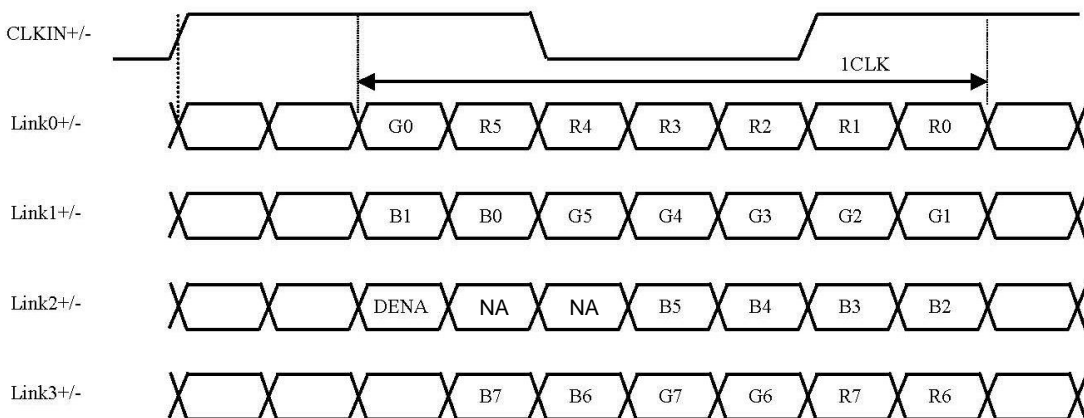 CLKIN+/-
1CLK
Link0+/- G0 R5 R4 R3 R2 R1 R0
Link1+/- B1 B0 G5 G4 G3 G2 G1
Link2+/- DENA NA NA B5 B4 B3 B2
Link3+/- B7 B6 G7 G6 R7 R6